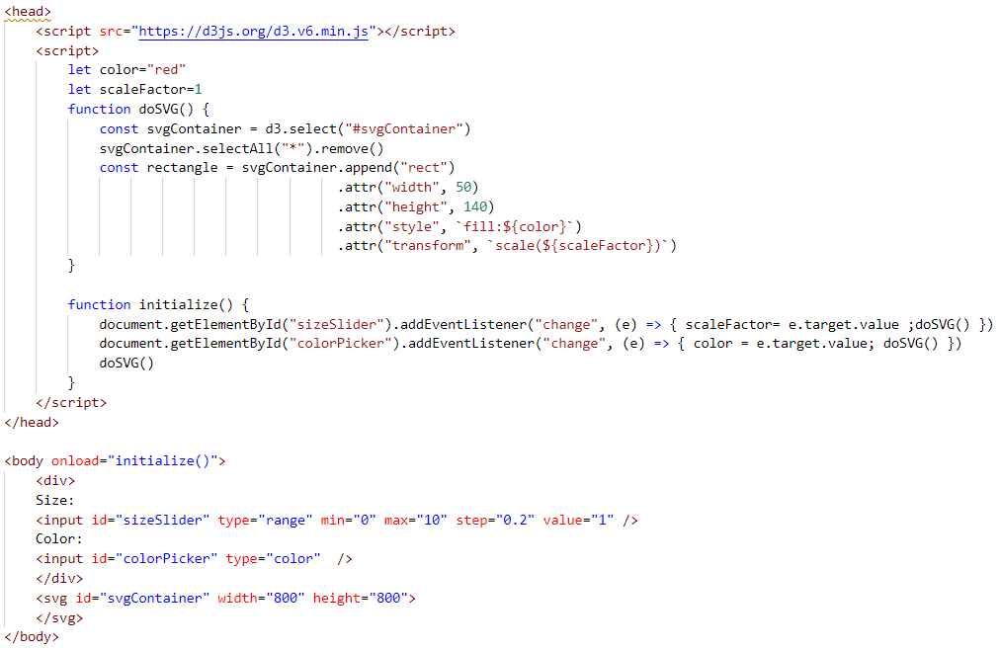 <head>
    <script src="https://d3js.org/d3.v6.min.js"></script>
    <script>
        let color="red"
        let scaleFactor=1
        function doSVG() {
            const svgContainer = d3.select("#svgContainer")
            svgContainer.selectAll("*").remove()
            const rectangle = svgContainer.append("rect")
                                          .attr("width", 50)
                                          .attr("height", 140)
                                          .attr("style", `fill:${color}`)
                                          .attr("transform", `scale(${scaleFactor})`)
        }

        function initialize() {
            document.getElementById("sizeSlider").addEventListener("change", (e) => { scaleFactor= e.target.value ;doSVG() })
            document.getElementById("colorPicker").addEventListener("change", (e) => { color = e.target.value; doSVG() })
            doSVG()
        }
    </script>
</head>

<body onload="initialize()">
    <div>
    Size:
    <input id="sizeSlider" type="range" min="0" max="10" step="0.2" value="1" />
    Color:
    <input id="colorPicker" type="color"  />
    </div>
    <svg id="svgContainer" width="800" height="800">
    </svg>
</body>